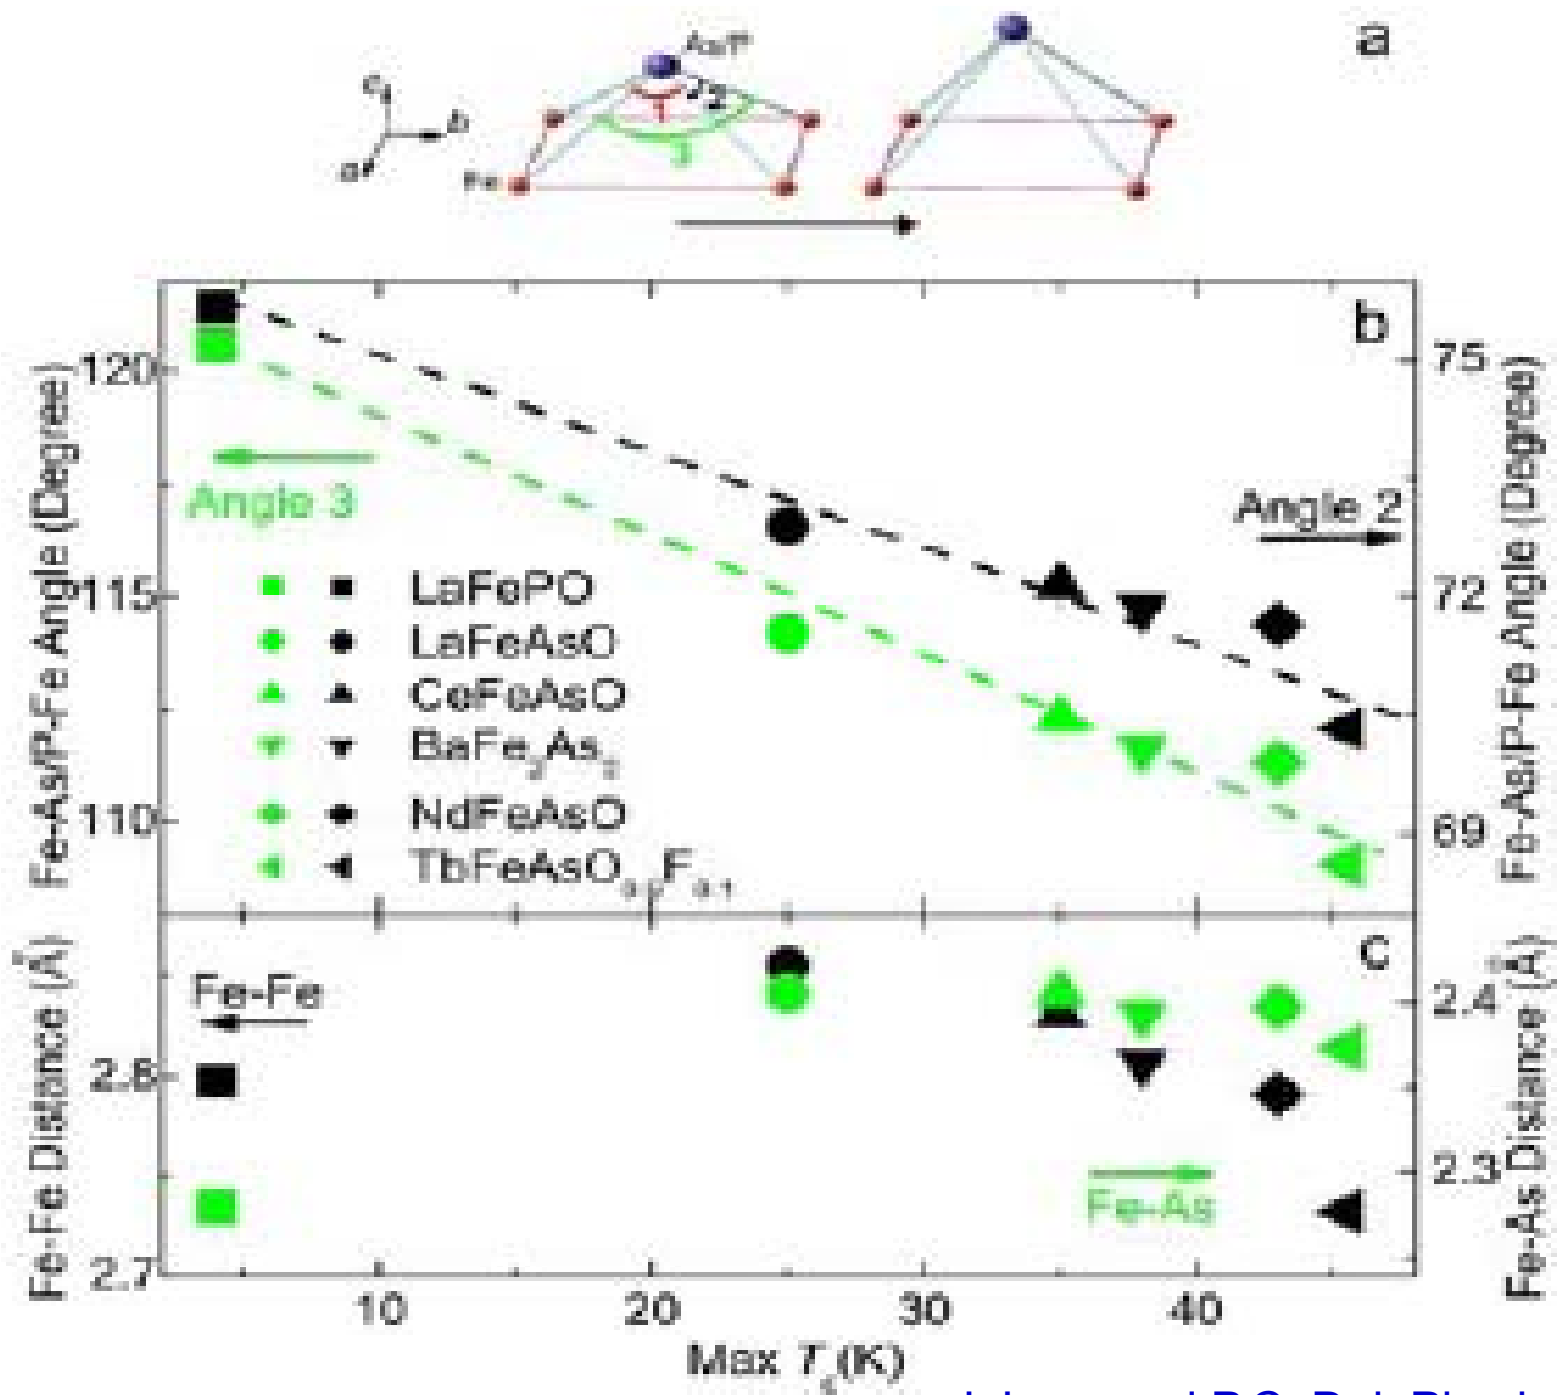 a
As/P
c
b
a
1
2
3
Fe
b
Fe-As/P-Fe Angle (Degree)
120
115
110
75
72
69
Fe-As/P-Fe Angle (Degree)
Angle 3
Angle 2
LaFePO
LaFeAsO
CeFeAsO
BaFe2As2
NdFeAsO
c
Fe-Fe Distance (Å)
2.8
2.7
2.4
2.3
Fe-As Distance (Å)
Fe-Fe
Fe-As
10 20 30 40
Max Tc(K)